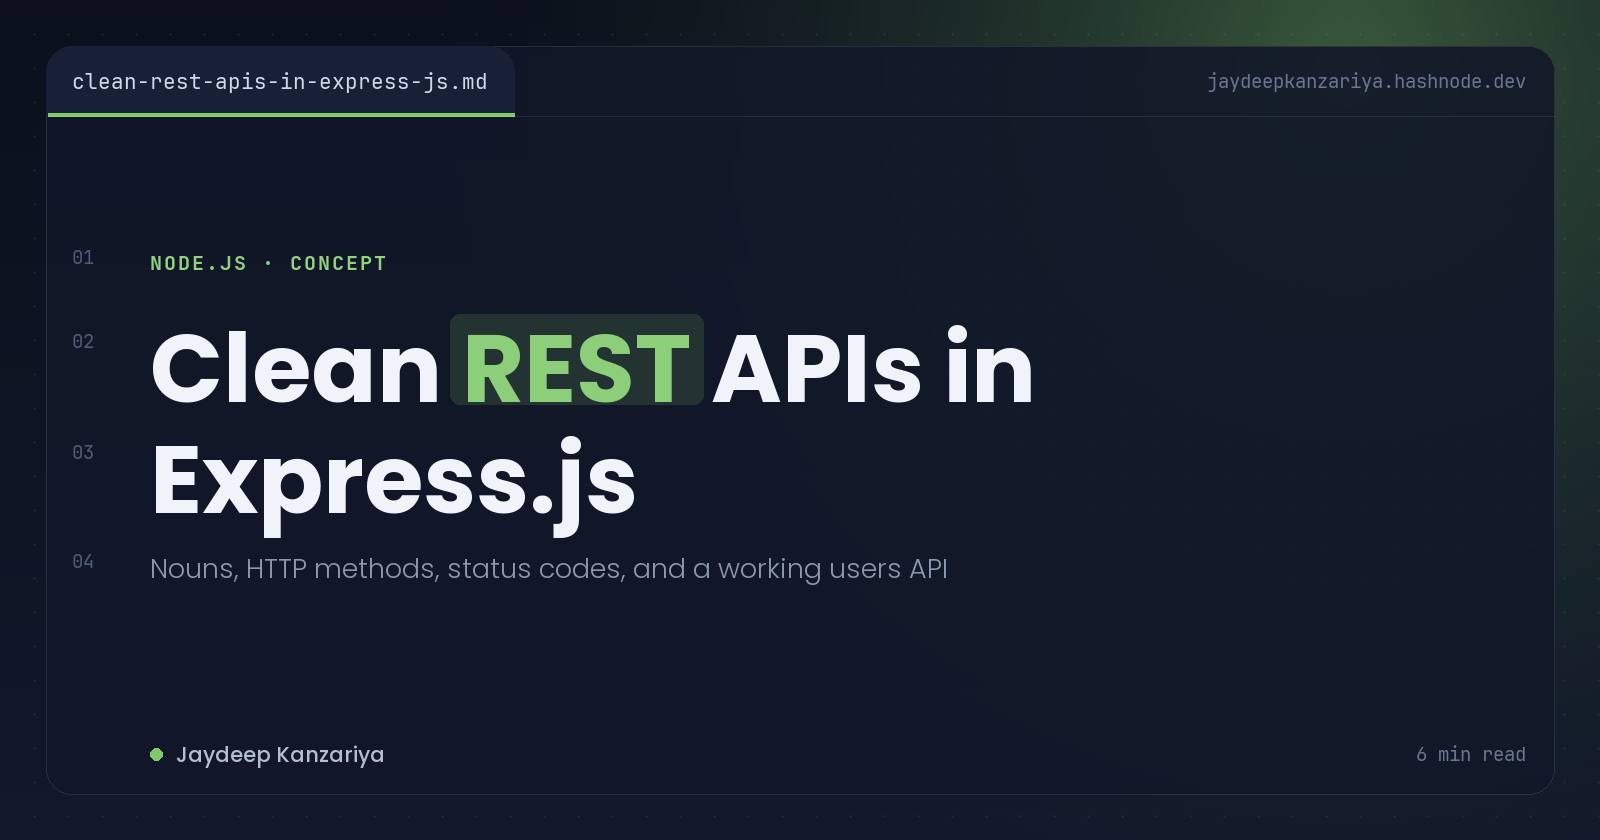 clean-rest-apis-in-express-js.md
jaydeepkanzariya.hashnode.dev
01
NODE.JS · CONCEPT
02
Clean REST APIs in
03
Express.js
04
Nouns, HTTP methods, status codes, and a working users API
Jaydeep Kanzariya
6 min read